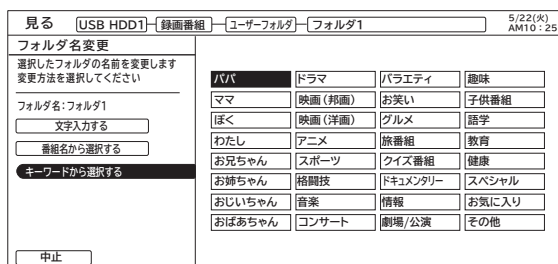 見る USB HDD1 録画番組 ユーザーフォルダ フォルダ1 5/22(火)
AM10:25
フォルダ名変更
選択したフォルダの名前を変更します
変更方法を選択してください
フォルダ名:フォルダ1
文字入力する
番組名から選択する
キーワードから選択する
中止
パパ ドラマ バラエティ 趣味
ママ 映画(邦画) お笑い 子供番組
ぼく 映画(洋画) グルメ 語学
わたし アニメ 旅番組 教育
お兄ちゃん スポーツ クイズ番組 健康
お姉ちゃん 格闘技 ドキュメンタリー スペシャル
おじいちゃん 音楽 情報 お気に入り
おばあちゃん コンサート 劇場/公演 その他